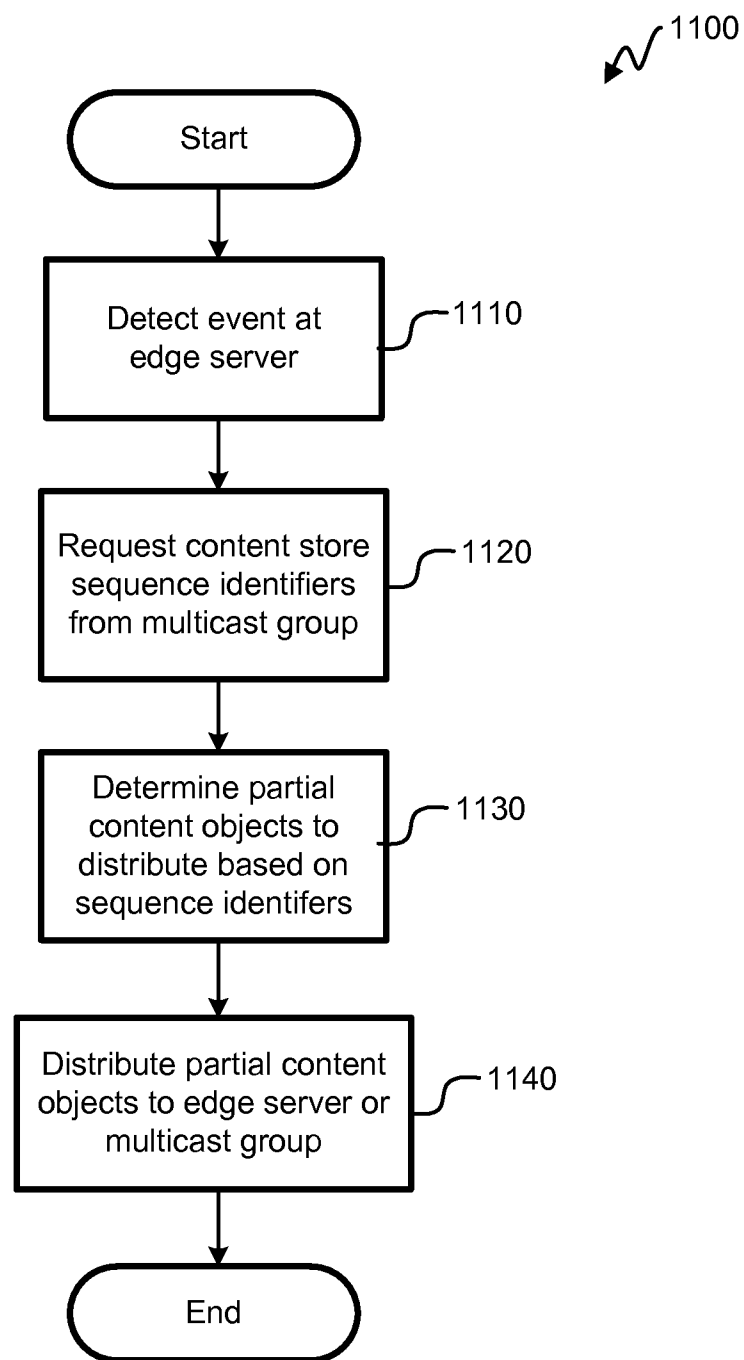 1100
Start
Detect event at
edge server
1110
Request content store
sequence identifiers
from multicast group
1120
Determine partial
content objects to
distribute based on
sequence identifers
1130
Distribute partial content
objects to edge server or
multicast group
1140
End